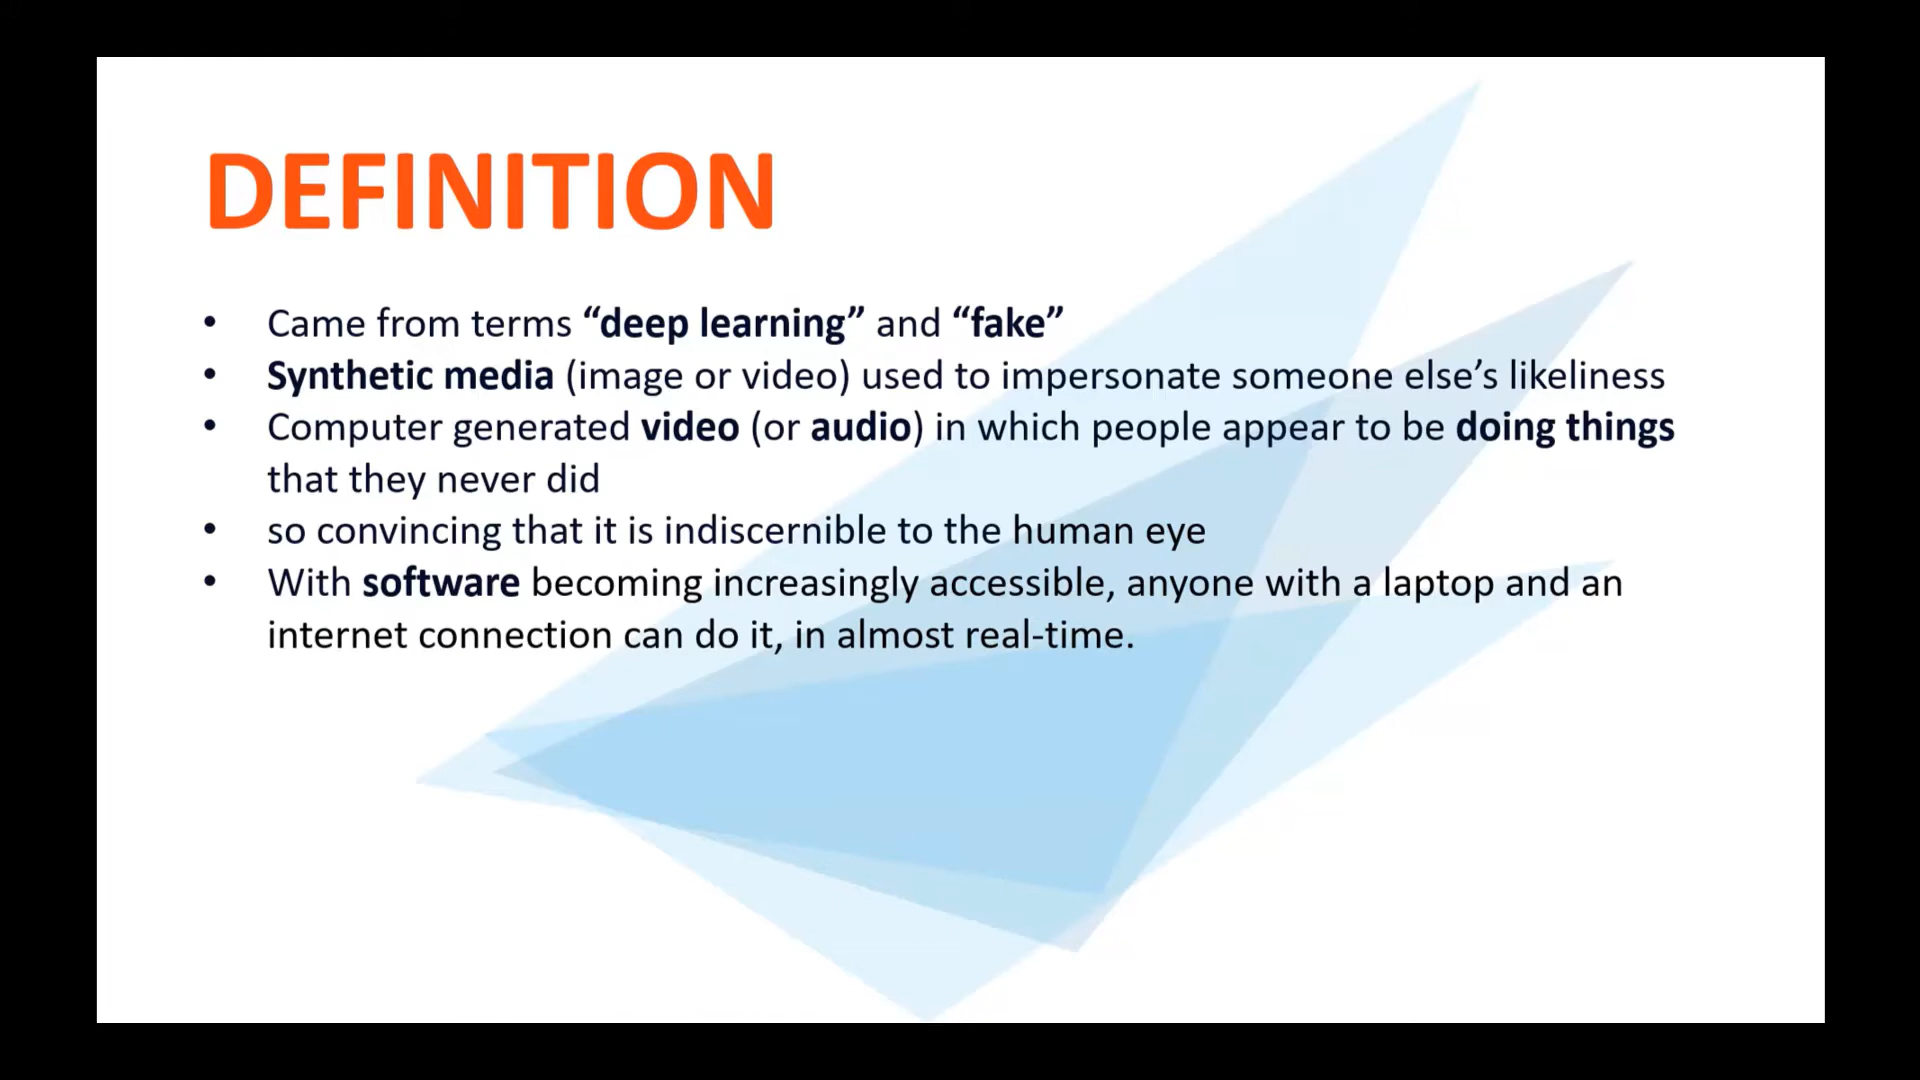 DEFINITION
• Came from terms “deep learning” and “fake”
• Synthetic media (image or video) used to impersonate someone else’s likeliness
• Computer generated video (or audio) in which people appear to be doing things
that they never did
• so convincing that it is indiscernible to the human eye
• With software becoming increasingly accessible, anyone with a laptop and an
internet connection can do it, in almost real-time.